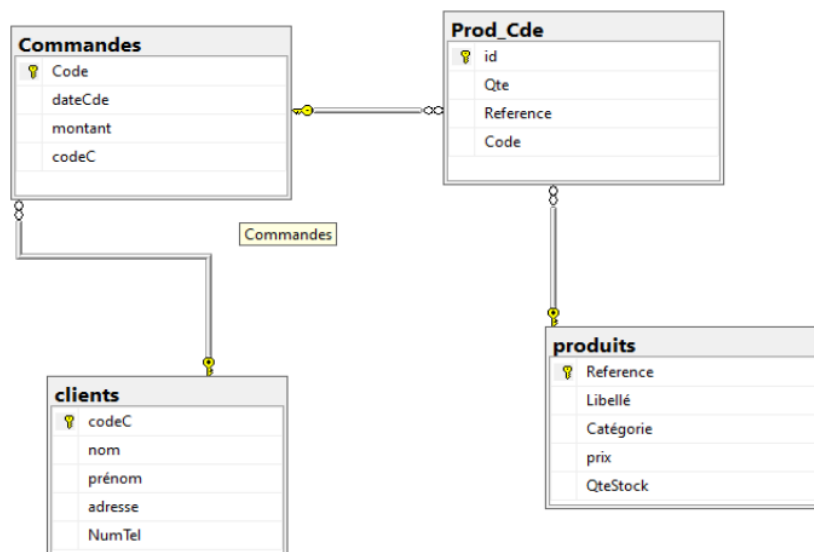 Commandes
Code
dateCde
montant
codeC
Prod_Cde
id
Qte
Reference
Code
Commandes
clients
codeC
nom
prénom
adresse
NumTel
produits
Reference
Libellé
Catégorie
prix
QteStock